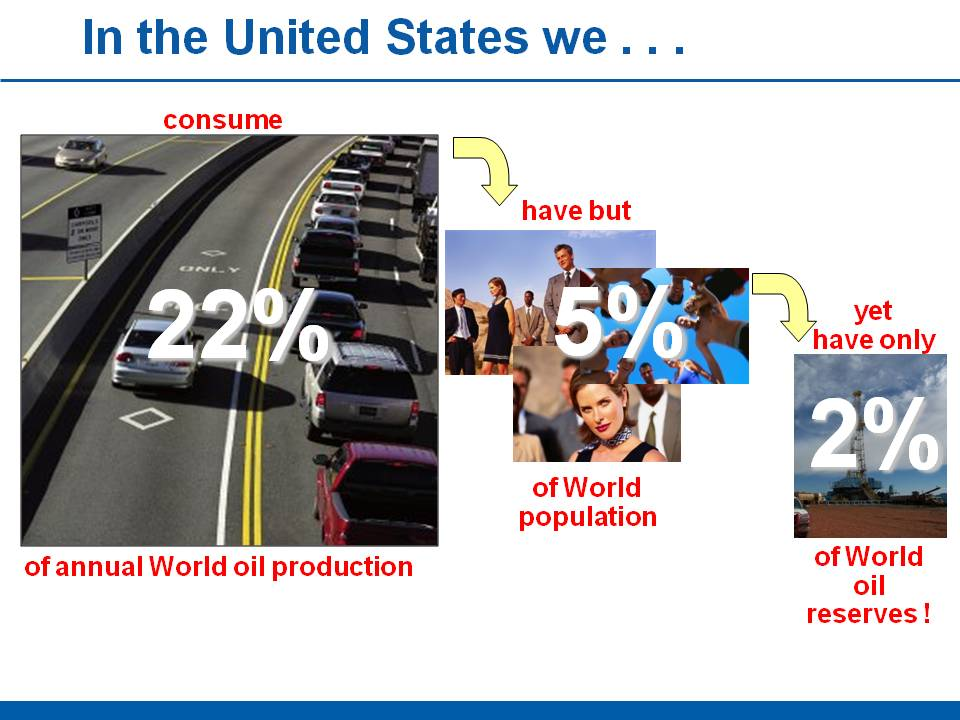 In the United States we . . .
consume
22%
of annual World oil production
have but
5%
of World
population
yet
have only
2%
of World
oil
reserves !
ONLY